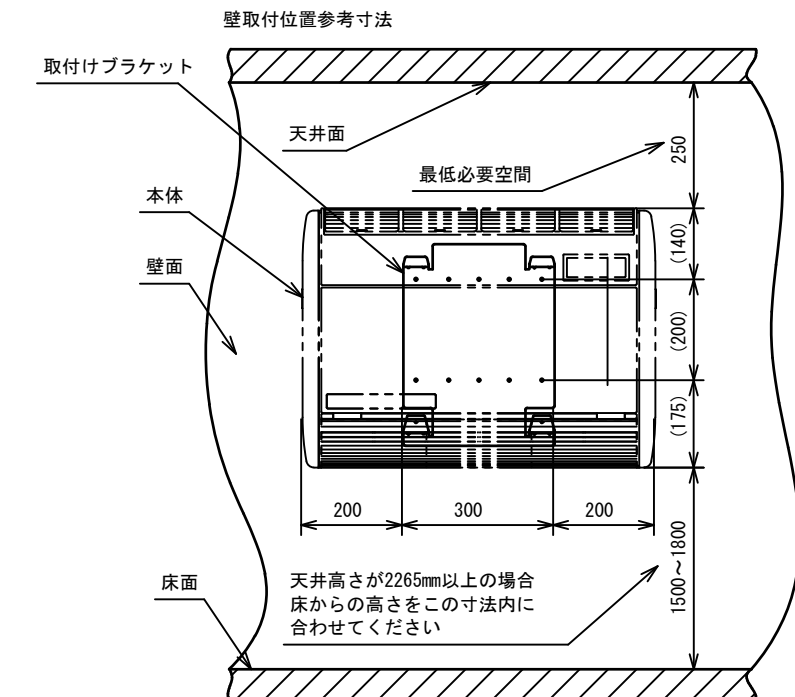 壁取付位置参考寸法
取付けブラケット
天井面
最低必要空間
250
本体
(140)
壁面
(200)
(175)
200
300
200
床面
天井高さが2265mm以上の場合
床からの高さをこの寸法内に
合わせてください
1500～1800